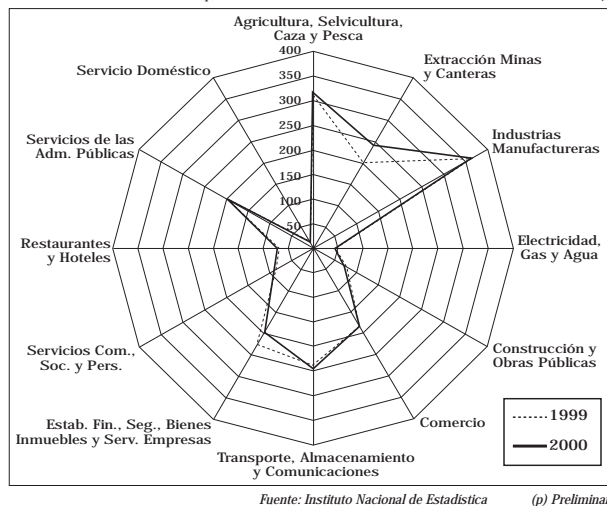 Agricultura, Selvicultura,
Caza y Pesca
400
350
300
250
200
150
100
50
Extracción Minas
y Canteras
Industrias
Manufactureras
Electricidad,
Gas y Agua
Construcción y
Obras Públicas
Comercio
Transporte, Almacenamiento
y Comunicaciones
Estab. Fin., Seg., Bienes
Inmuebles y Serv. Empresas
Servicios Com.,
Soc. y Pers.
Restaurantes
y Hoteles
Servicios de las
Adm. Públicas
Servicio Doméstico
1999
2000
Fuente: Instituto Nacional de Estadística (p) Preliminar